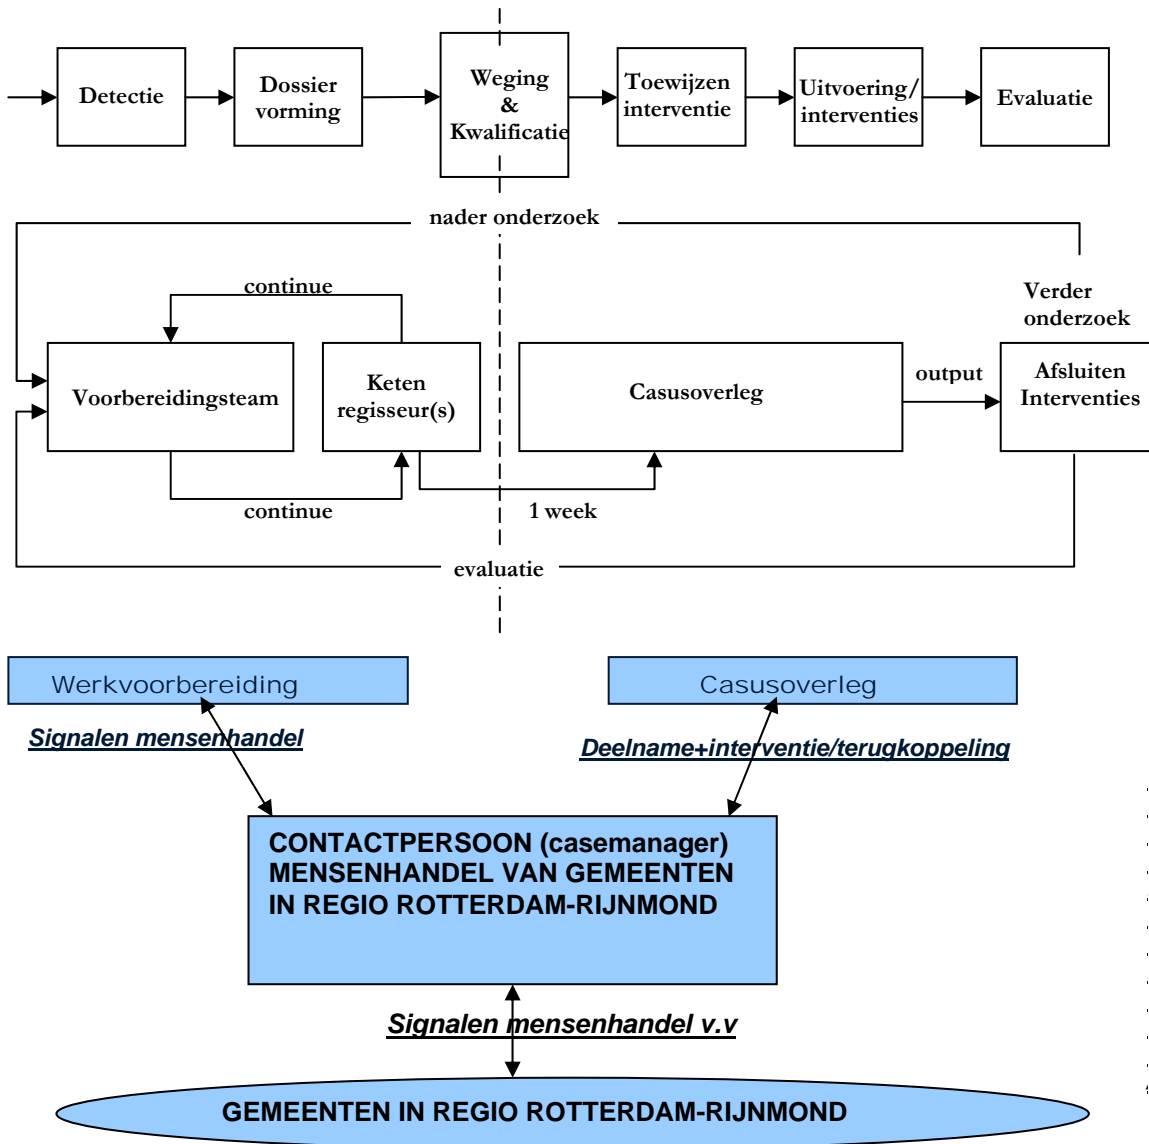 Detectie
Dossier
vorming
Weging
&
Kwalificatie
Toewijzen
interventie
Uitvoering/
interventies
Evaluatie
nader onderzoek
continue
Verder
onderzoek
Voorbereidingsteam
Keten
regisseur(s)
Casusoverleg
output
Afsluiten
Interventies
continue
1 week
evaluatie
Werkvoorbereiding
Casusoverleg
Signalen mensenhandel
Deelname+interventie/terugkoppeling
CONTACTPERSOON (casemanager)
MENSENHANDEL VAN GEMEENTEN
IN REGIO ROTTERDAM-RIJNMOND
Signalen mensenhandel v.v
GEMEENTEN IN REGIO ROTTERDAM-RIJNMOND